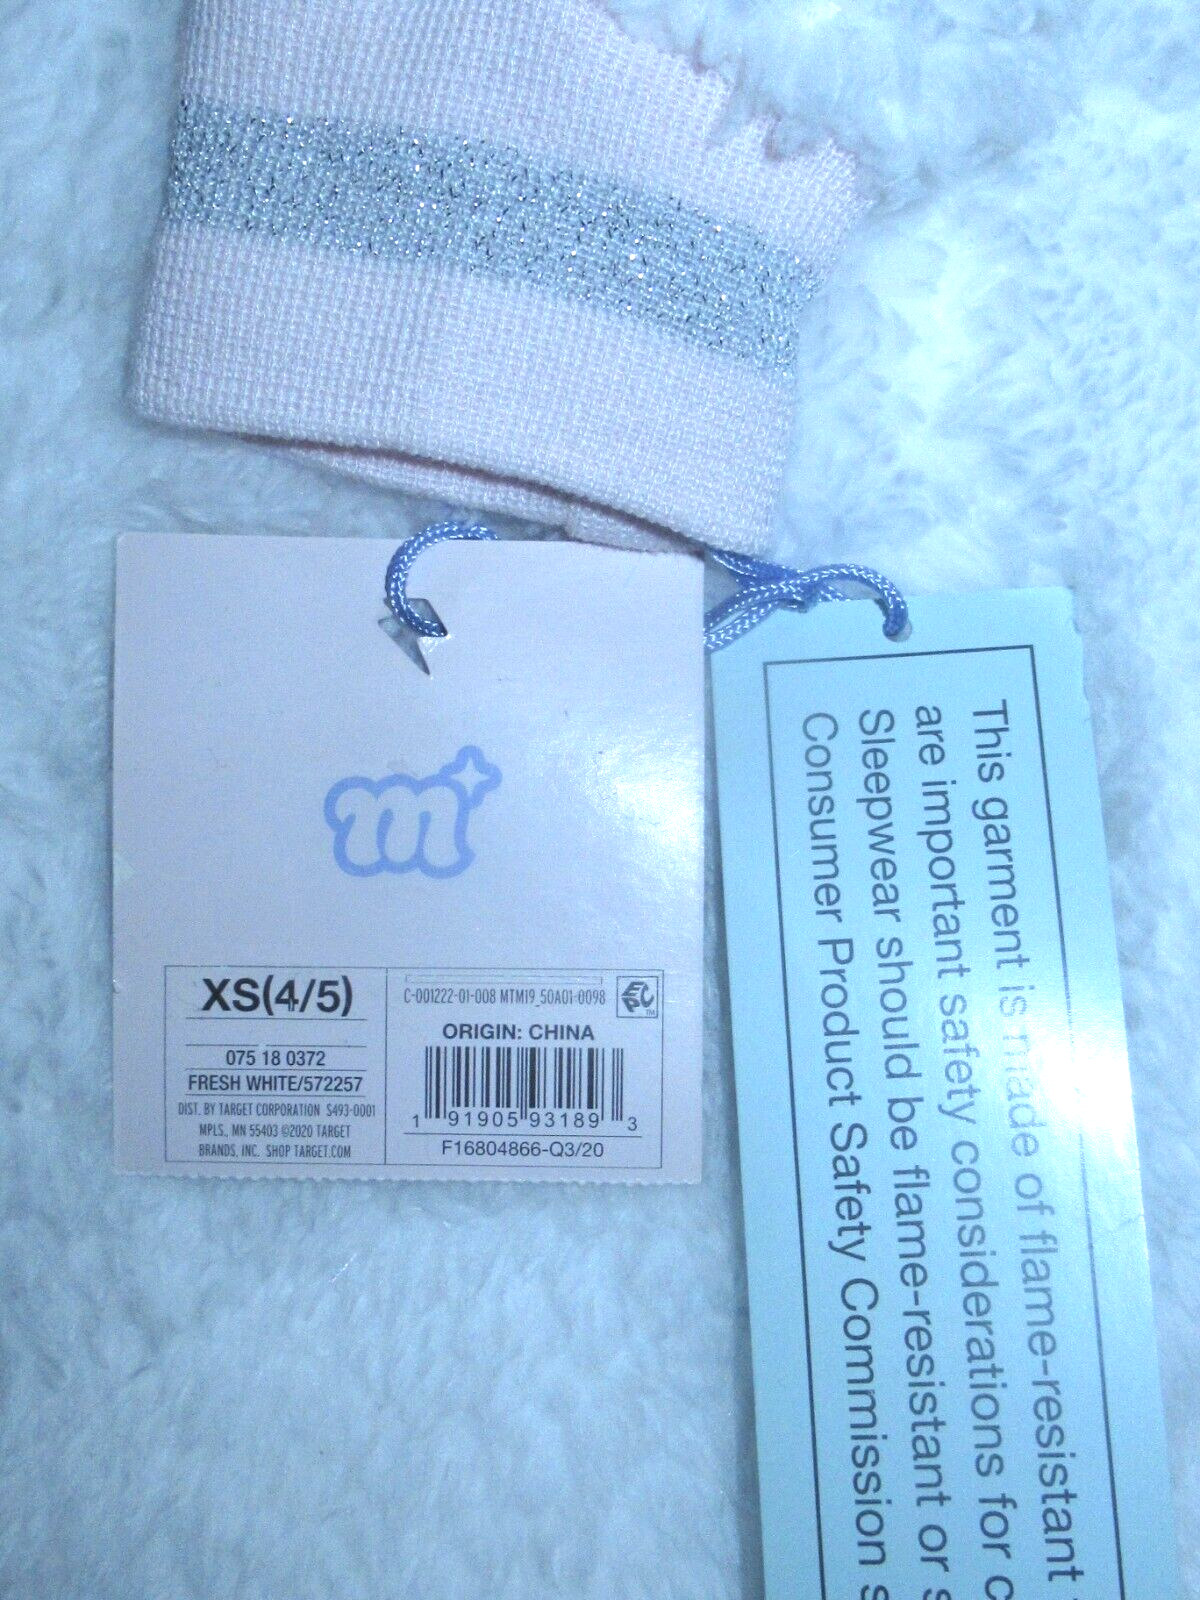 m
XS(4/5)
075 18 0372
FRESH WHITE/572257
DIST. BY TARGET CORPORATION S493-0001
MPLS., MN 55403 ©2020 TARGET
BRANDS, INC. SHOP TARGET.COM
C-001222-01-008 MTM19_50A01-0098
EPC TM
ORIGIN: CHINA
1 91905 93189 3
F16804866-Q3/20
This garment is made of flame-resistant
are important safety considerations for c
Sleepwear should be flame-resistant or s
Consumer Product Safety Commission s